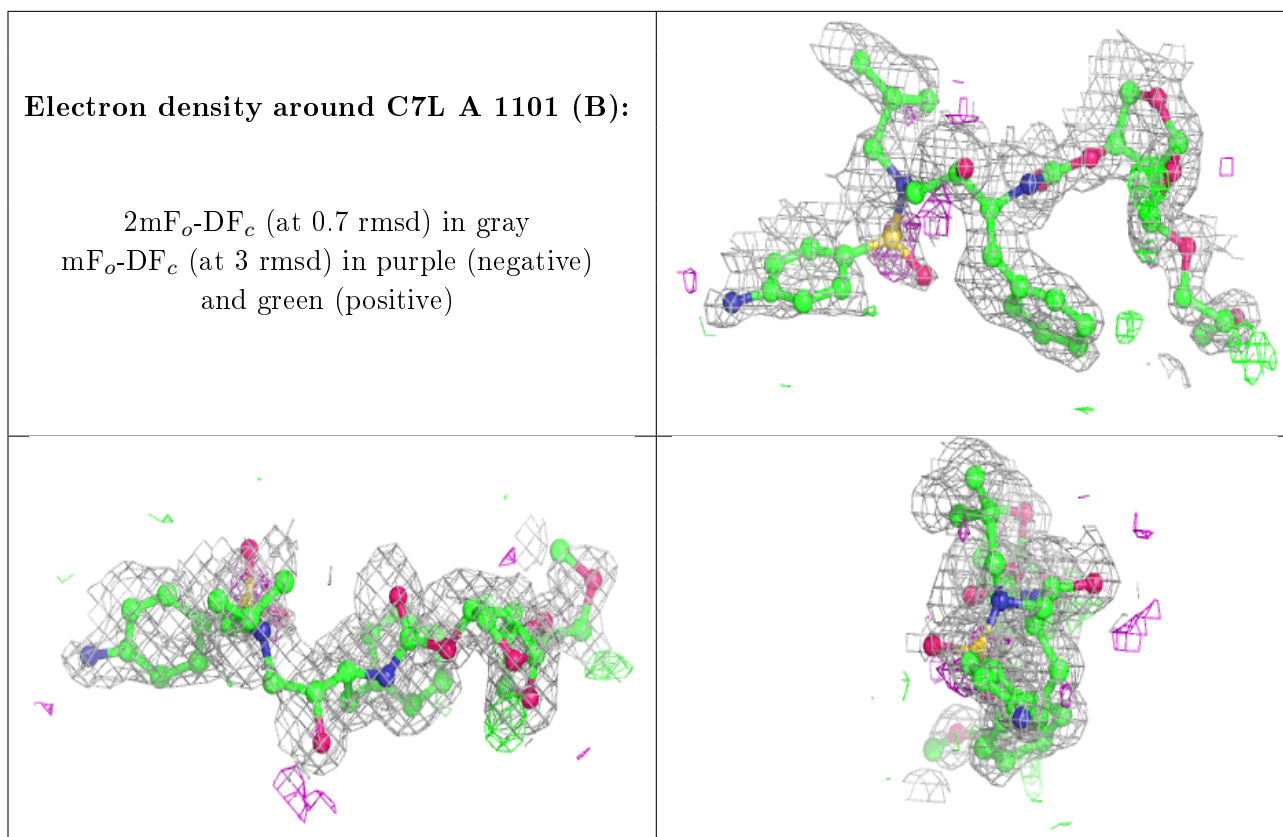 Electron density around C7L A 1101 (B):
2mFo-DFc (at 0.7 rmsd) in gray
mFo-DFc (at 3 rmsd) in purple (negative)
and green (positive)